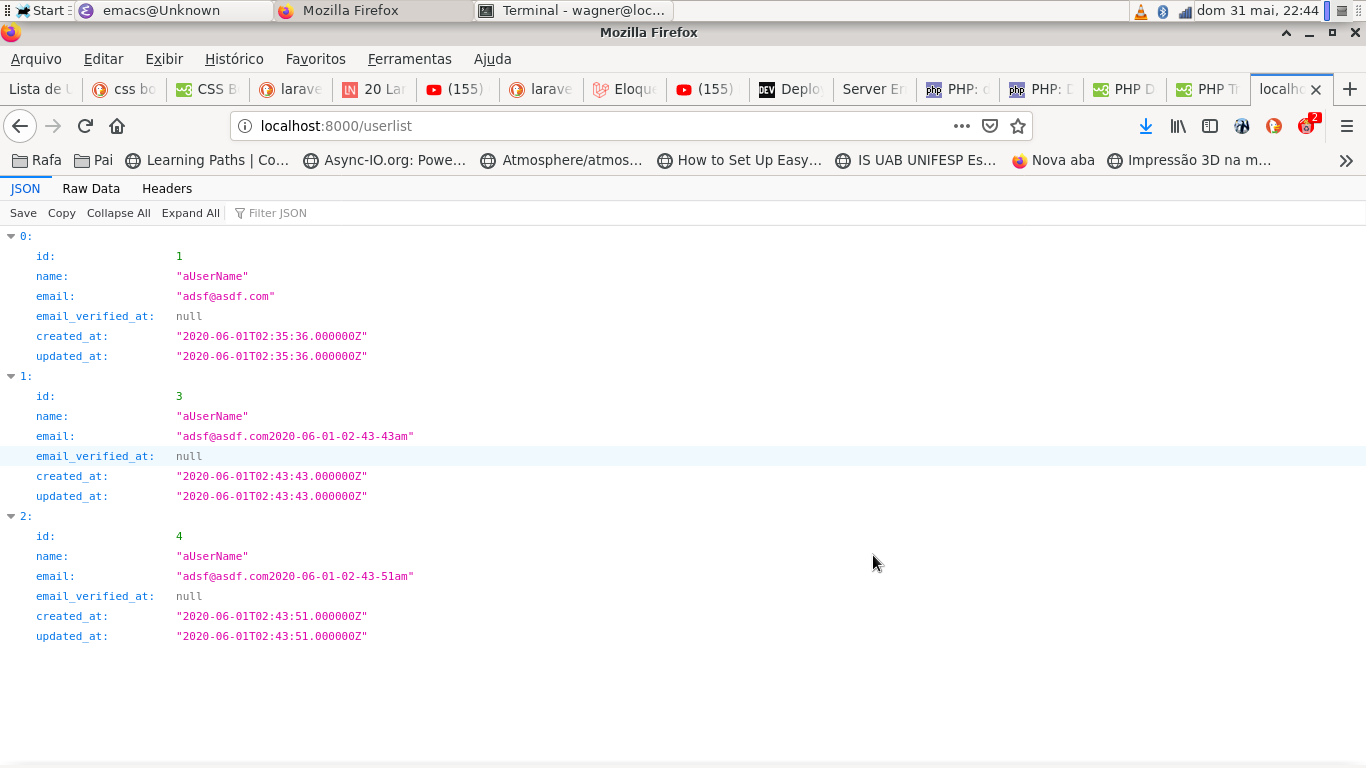 Start emacs@Unknown Mozilla Firefox Terminal - wagner@loc... dom 31 mai, 22:44
Mozilla Firefox
Arquivo Editar Exibir Histórico Favoritos Ferramentas Ajuda
Lista de css bo CSS B larave 20 Lar (155) larave Eloque (155) DEV Deplo Server Er php PHP: php PHP: PHP D PHP Tr localho
localhost:8000/userlist 2
Rafa Pai Learning Paths | Co... Async-IO.org: Powe... Atmosphere/atmos... How to Set Up Easy... IS UAB UNIFESP Es... Nova aba Impressão 3D na m...
JSON Raw Data Headers
Save Copy Collapse All Expand All Filter JSON
0:
id: 1
name: "aUserName"
email: "adsf@asdf.com"
email_verified_at: null
created_at: "2020-06-01T02:35:36.000000Z"
updated_at: "2020-06-01T02:35:36.000000Z"
1:
id: 3
name: "aUserName"
email: "adsf@asdf.com2020-06-01-02-43-43am"
email_verified_at: null
created_at: "2020-06-01T02:43:43.000000Z"
updated_at: "2020-06-01T02:43:43.000000Z"
2:
id: 4
name: "aUserName"
email: "adsf@asdf.com2020-06-01-02-43-51am"
email_verified_at: null
created_at: "2020-06-01T02:43:51.000000Z"
updated_at: "2020-06-01T02:43:51.000000Z"